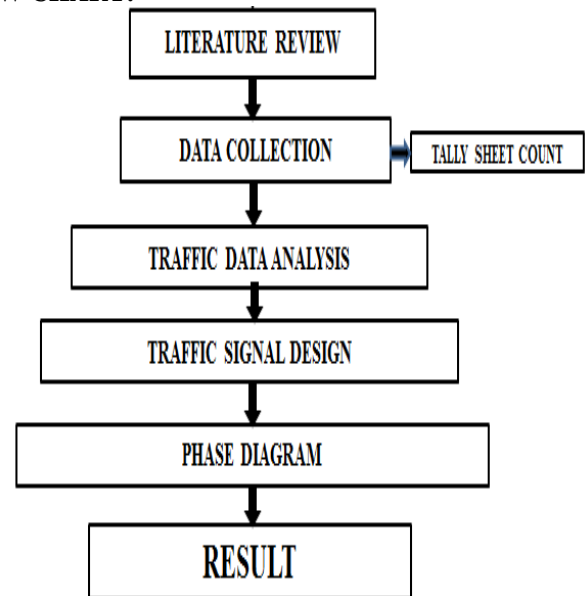 LITERATURE REVIEW
DATA COLLECTION
TALLY SHEET COUNT
TRAFFIC DATA ANALYSIS
TRAFFIC SIGNAL DESIGN
PHASE DIAGRAM
RESULT